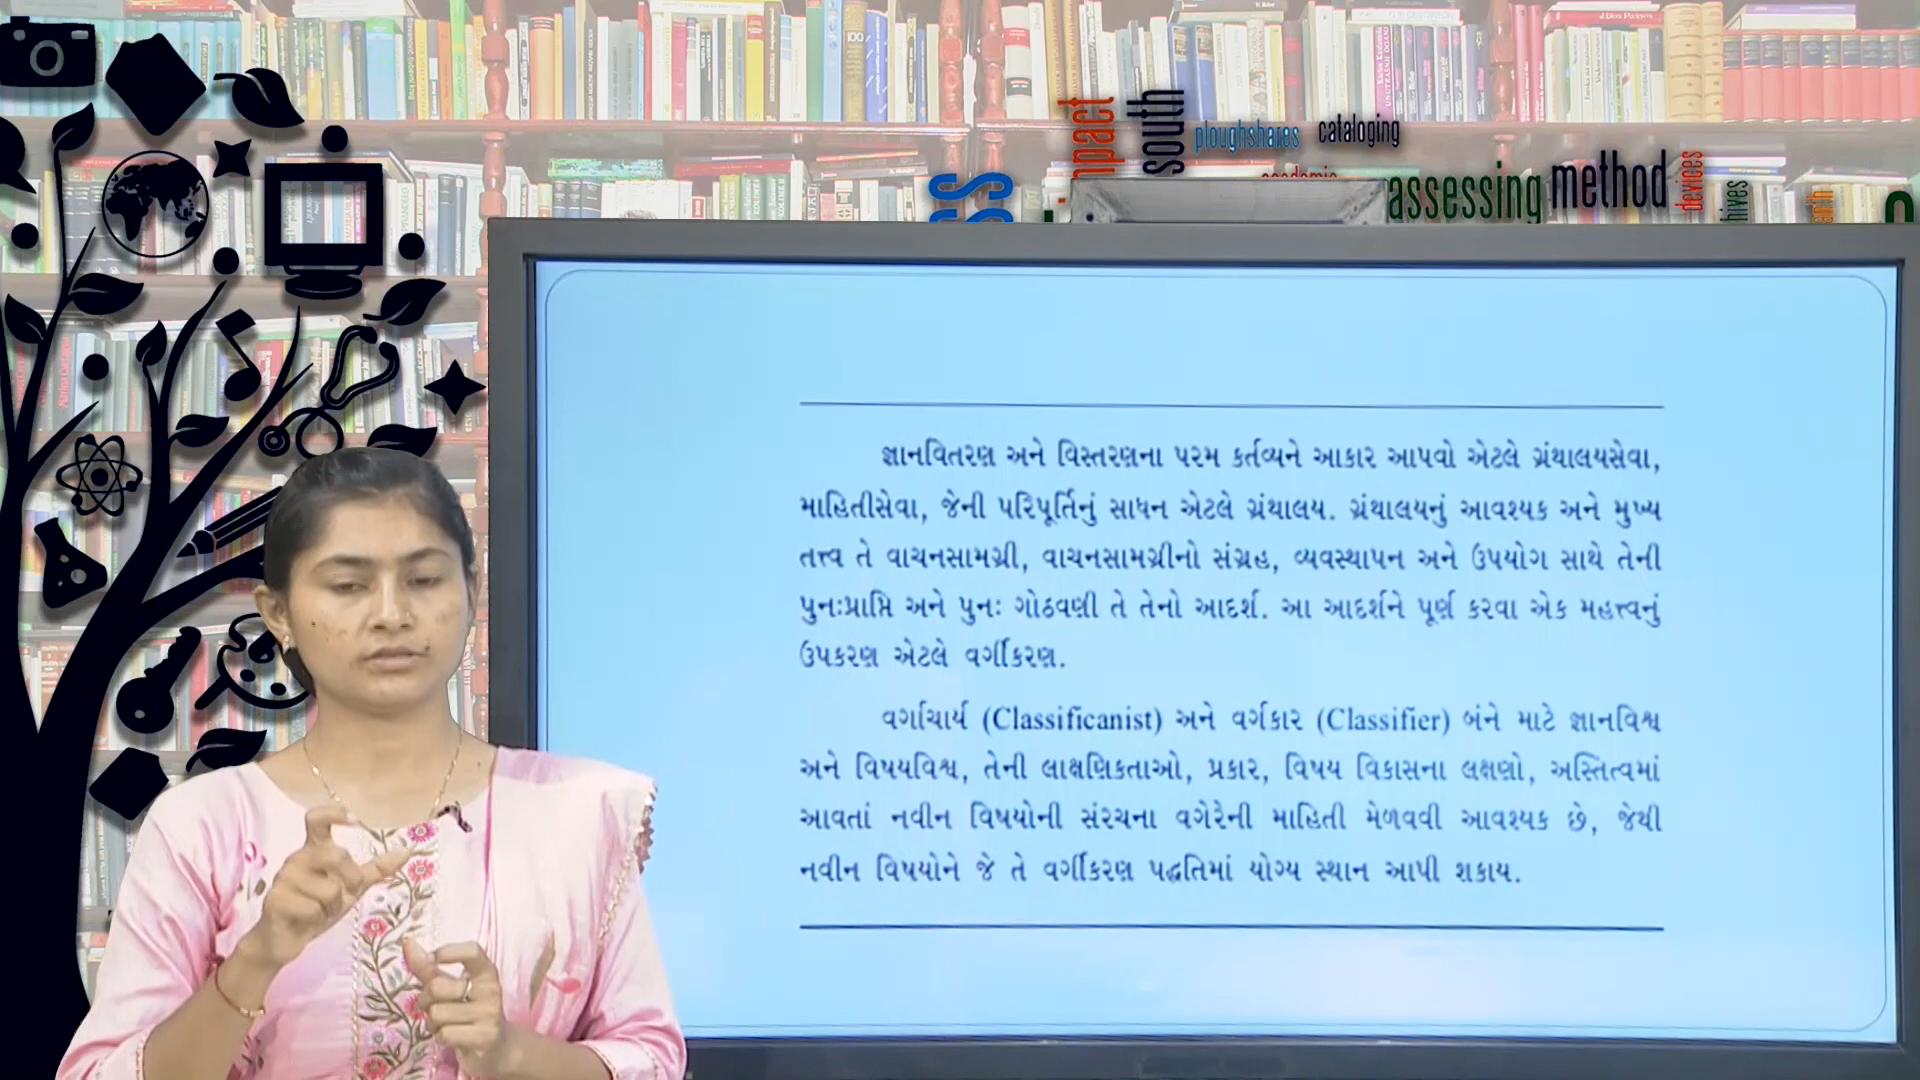 south
ploughshares
cataloging
assessing
method
devices
જ્ઞાનવિતરણ અને વિસ્તરણના પરમ કર્તવ્યને આકાર આપવો એટલે ગ્રંથાલયસેવા,
માહિતીસેવા, જેની પરિપૂર્તિનું સાધન એટલે ગ્રંથાલય. ગ્રંથાલયનું આવશ્યક અને મુખ્ય
તત્ત્વ તે વાચનસામગ્રી, વાચનસામગ્રીનો સંગ્રહ, વ્યવસ્થાપન અને ઉપયોગ સાથે તેની
પુનઃપ્રાપ્તિ અને પુનઃ ગોઠવણી તે તેનો આદર્શ. આ આદર્શને પૂર્ણ કરવા એક મહત્ત્વનું
ઉપકરણ એટલે વર્ગીકરણ.
વર્ગાચાર્ય (Classificanist) અને વર્ગકાર (Classifier) બંને માટે જ્ઞાનવિશ્વ
અને વિષયવિશ્વ, તેની લાક્ષણિકતાઓ, પ્રકાર, વિષય વિકાસના લક્ષણો, અસ્તિત્વમાં
આવતાં નવીન વિષયોની સંરચના વગેરેની માહિતી મેળવવી આવશ્યક છે, જેથી
નવીન વિષયોને જે તે વર્ગીકરણ પદ્ધતિમાં યોગ્ય સ્થાન આપી શકાય.